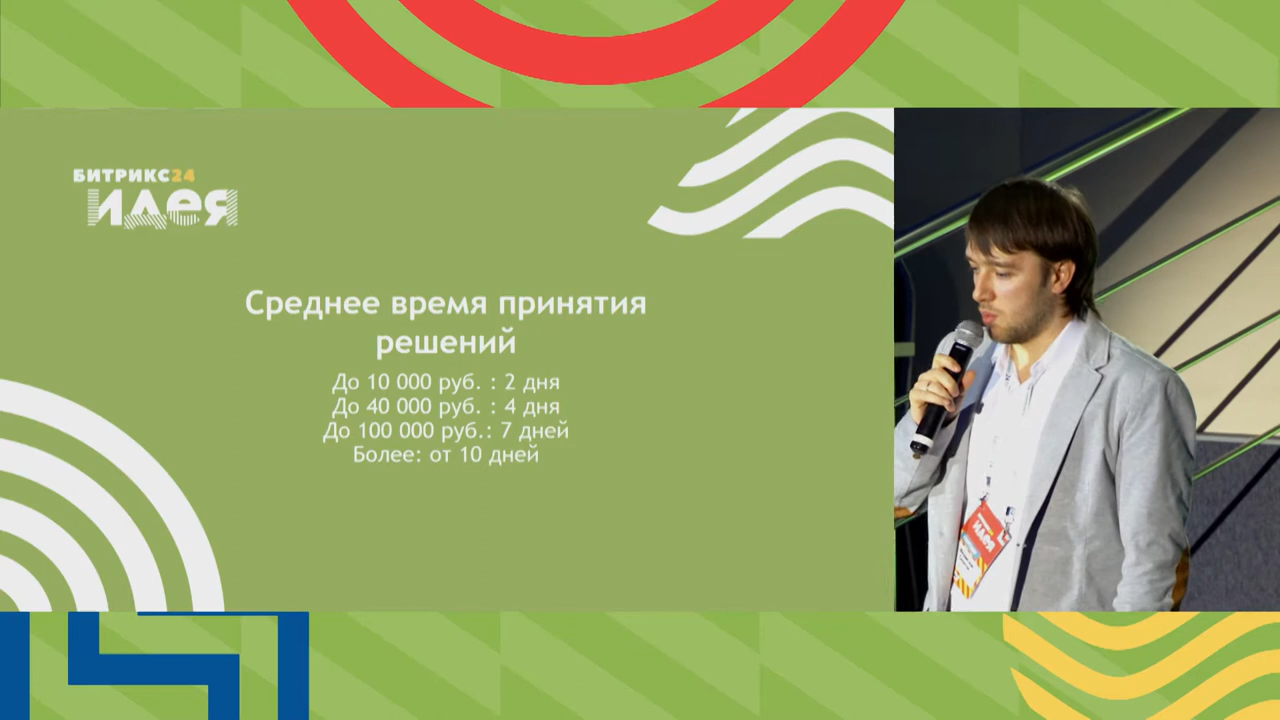 БИТРИКС24
идея
Среднее время принятия
решений
До 10 000 руб. : 2 дня
До 40 000 руб. : 4 дня
До 100 000 руб.: 7 дней
Более: от 10 дней
идея